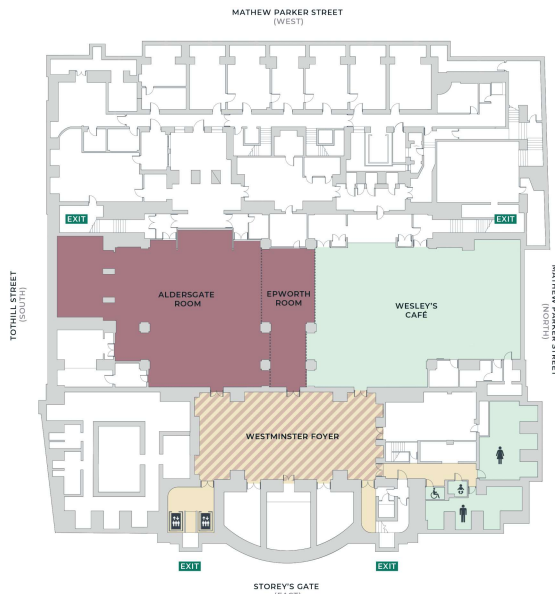 MATHEW PARKER STREET
(WEST)
EXIT
EXIT
TOTHILL STREET
(SOUTH)
ALDERSGATE
ROOM
EPWORTH
ROOM
WESLEY'S
CAFÉ
MATHEW PARKER STREET
(NORTH)
WESTMINSTER FOYER
EXIT
EXIT
STOREY'S GATE
(EAST)